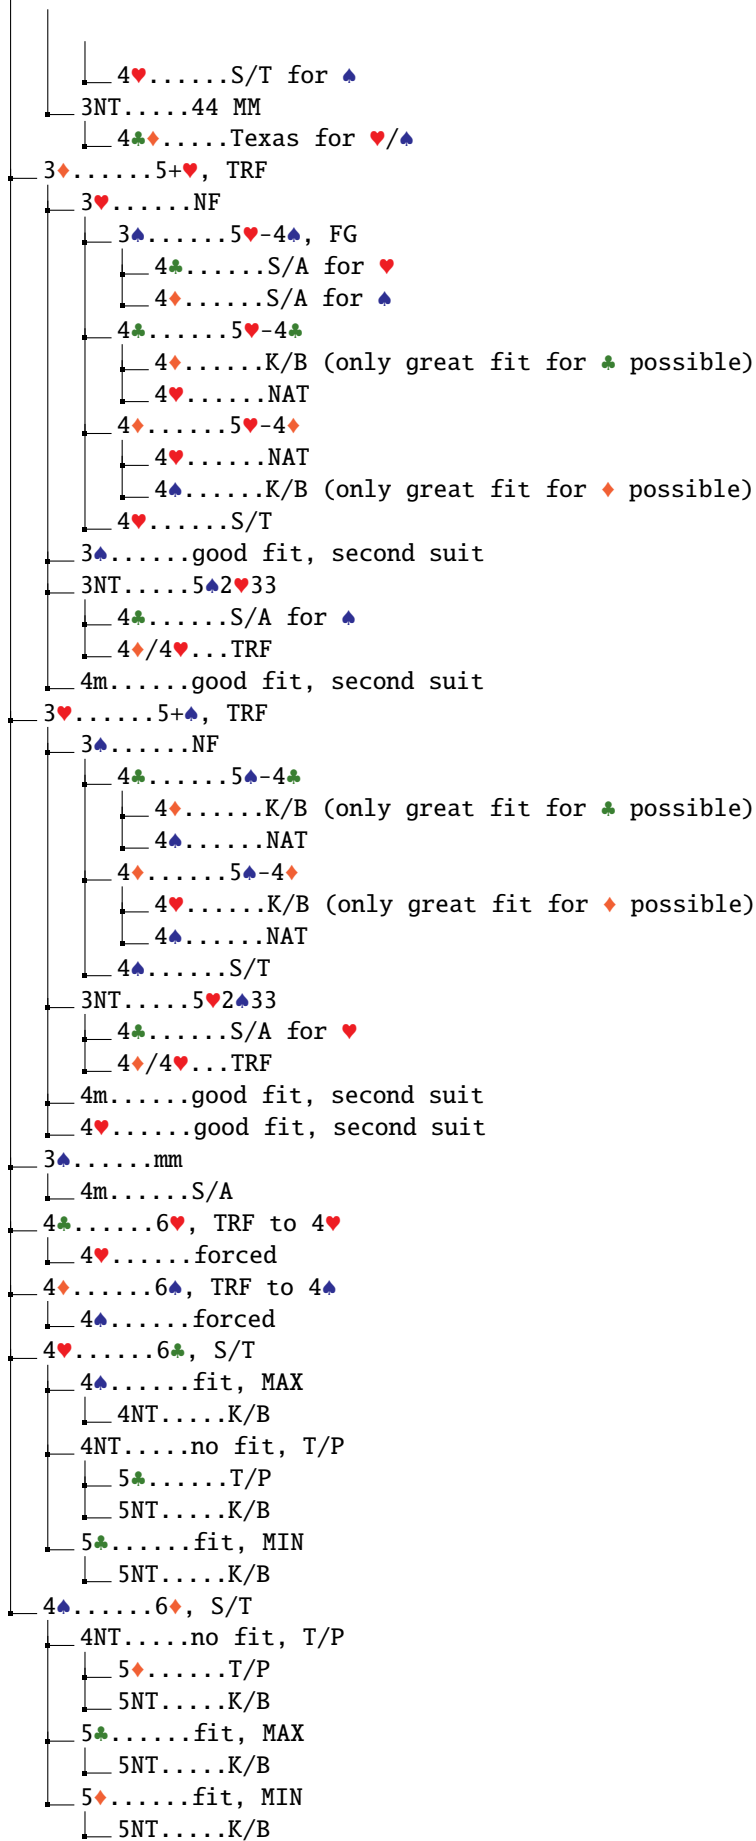 4♥......S/T for ♠
3NT.....44 MM
4♣♦.....Texas for ♥/♠
3♦......5+♥, TRF
3♥......NF
3♠......5♥-4♠, FG
4♣......S/A for ♥
4♦......S/A for ♠
4♣......5♥-4♣
4♦......K/B (only great fit for ♣ possible)
4♥......NAT
4♦......5♥-4♦
4♥......NAT
4♠......K/B (only great fit for ♦ possible)
4♥......S/T
3♠......good fit, second suit
3NT.....5♠2♥33
4♣......S/A for ♠
4♦/4♥...TRF
4m......good fit, second suit
3♥......5+♠, TRF
3♠......NF
4♣......5♠-4♣
4♦......K/B (only great fit for ♣ possible)
4♠......NAT
4♦......5♠-4♦
4♥......K/B (only great fit for ♦ possible)
4♠......NAT
4♠......S/T
3NT.....5♥2♠33
4♣......S/A for ♥
4♦/4♥...TRF
4m......good fit, second suit
4♥......good fit, second suit
3♠......mm
4m......S/A
4♣......6♥, TRF to 4♥
4♥......forced
4♦......6♠, TRF to 4♠
4♠......forced
4♥......6♣, S/T
4♠......fit, MAX
4NT.....K/B
4NT.....no fit, T/P
5♣......T/P
5NT.....K/B
5♣......fit, MIN
5NT.....K/B
4♠......6♦, S/T
4NT.....no fit, T/P
5♦......T/P
5NT.....K/B
5♣......fit, MAX
5NT.....K/B
5♦......fit, MIN
5NT.....K/B